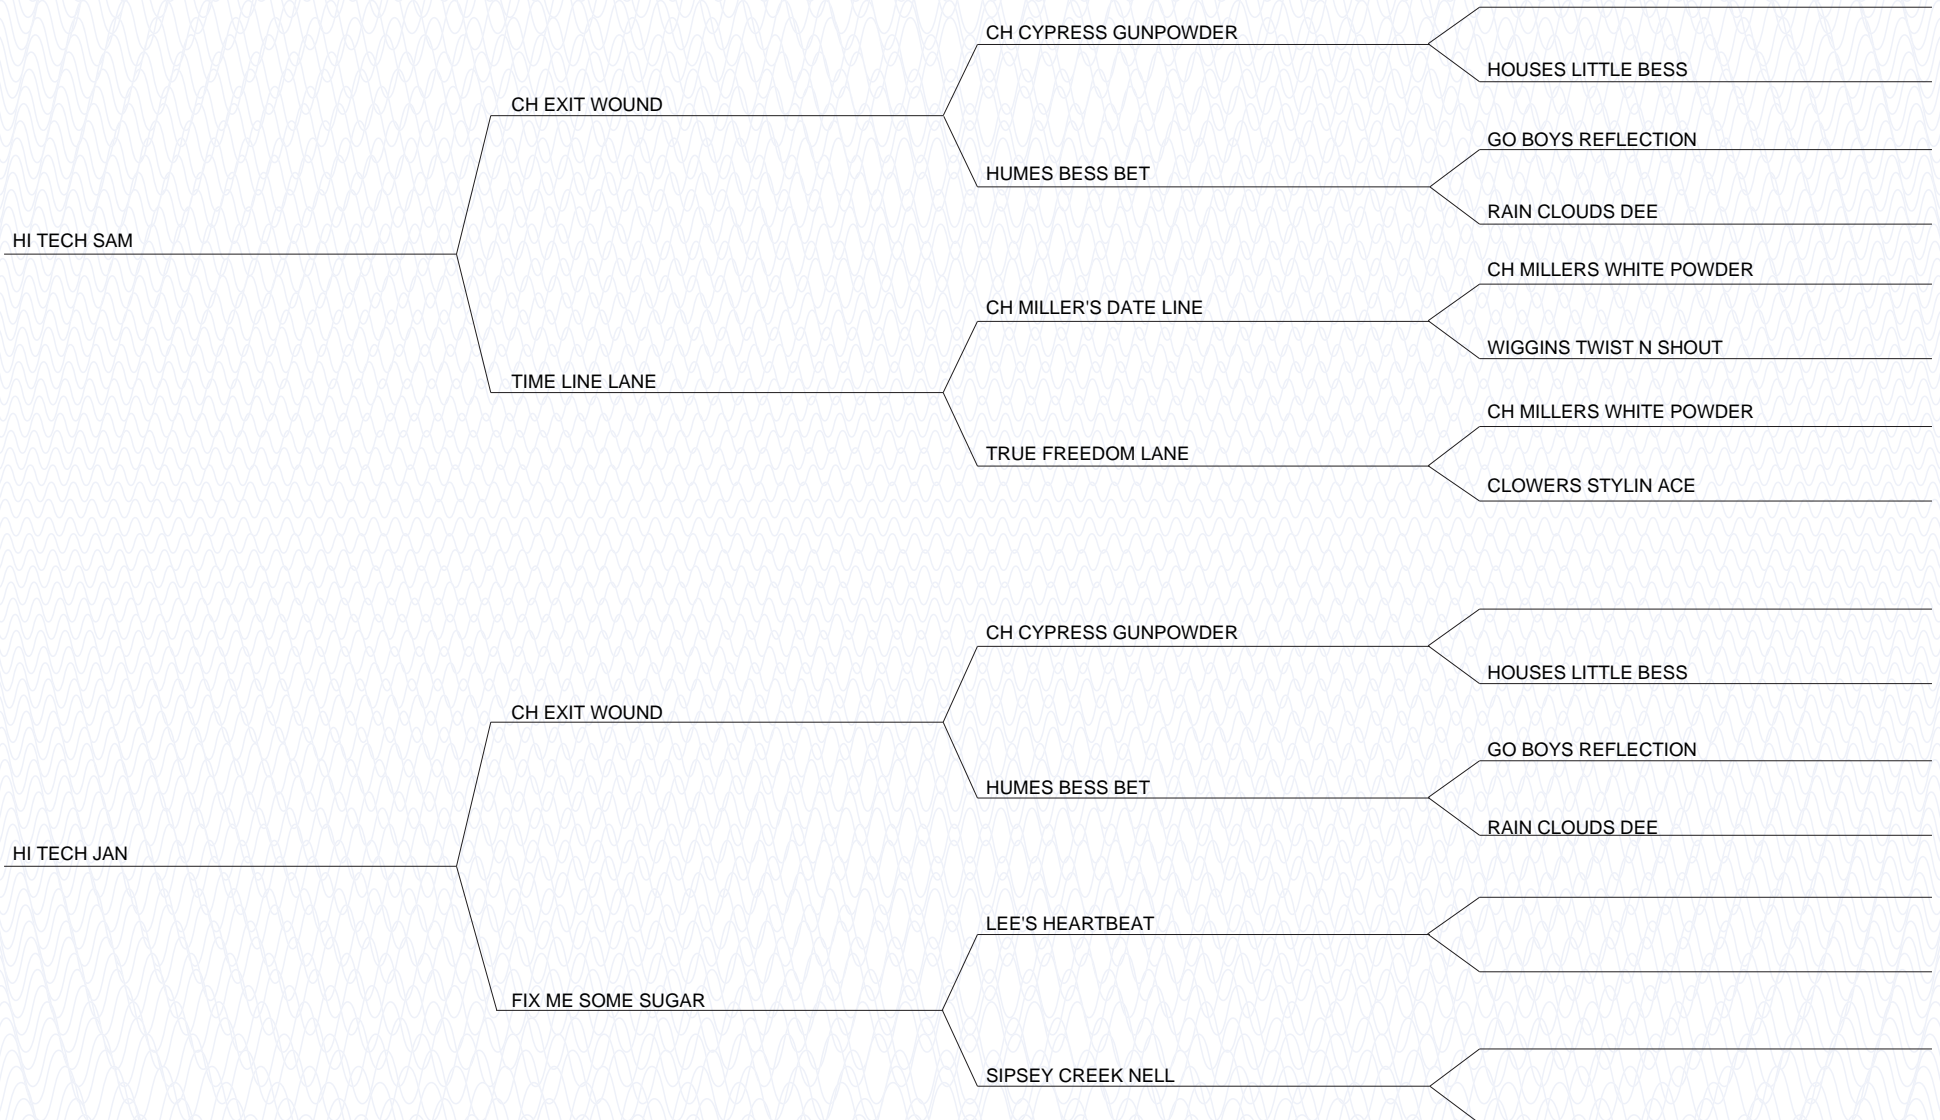 CH CYPRESS GUNPOWDER
HOUSES LITTLE BESS
CH EXIT WOUND
GO BOYS REFLECTION
HUMES BESS BET
RAIN CLOUDS DEE
HI TECH SAM
CH MILLERS WHITE POWDER
CH MILLER'S DATE LINE
WIGGINS TWIST N SHOUT
TIME LINE LANE
CH MILLERS WHITE POWDER
TRUE FREEDOM LANE
CLOWERS STYLIN ACE
CH CYPRESS GUNPOWDER
HOUSES LITTLE BESS
CH EXIT WOUND
GO BOYS REFLECTION
HUMES BESS BET
RAIN CLOUDS DEE
HI TECH JAN
LEE'S HEARTBEAT
FIX ME SOME SUGAR
SIPSEY CREEK NELL